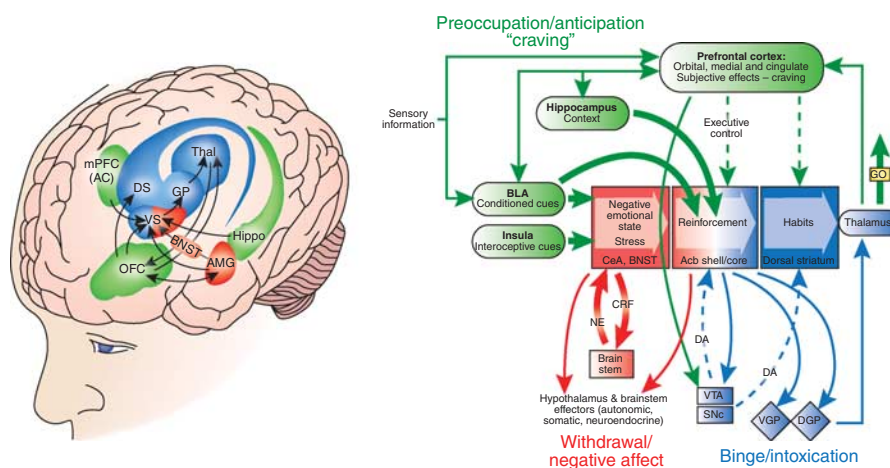 mPFC
(AC)
DS
Thal
GP
VS
BNST
Hippo
OFC
AMG
Preoccupation/anticipation
“craving”
Prefrontal cortex:
Orbital, medial and cingulate
Subjective effects – craving
Sensory
information
Hippocampus
Context
Executive
control
GO
BLA
Conditioned cues
Insula
Interoceptive cues
Negative
emotional
state
Stress
CeA, BNST
Reinforcement
Acb shell/core
Habits
Dorsal striatum
Thalamus
NE
CRF
Brain
stem
DA
DA
VTA
SNc
VGP
DGP
Hypothalamus & brainstem
effectors (autonomic,
somatic, neuroendocrine)
Withdrawal/
negative affect
Binge/intoxication